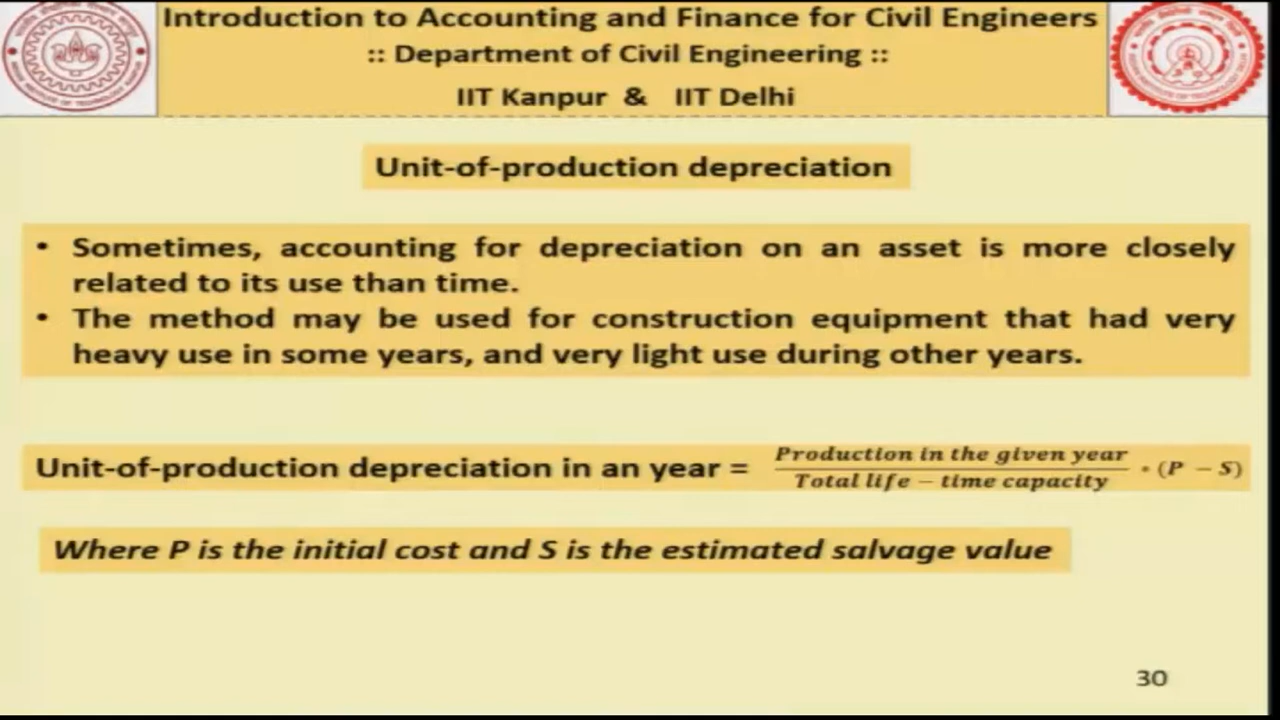 Introduction to Accounting and Finance for Civil Engineers
:: Department of Civil Engineering ::
IIT Kanpur & IIT Delhi
Unit-of-production depreciation
• Sometimes, accounting for depreciation on an asset is more closely
related to its use than time.
• The method may be used for construction equipment that had very
heavy use in some years, and very light use during other years.
Unit-of-production depreciation in an year = Production in the given year / Total life − time capacity * (P − S)
Where P is the initial cost and S is the estimated salvage value
30